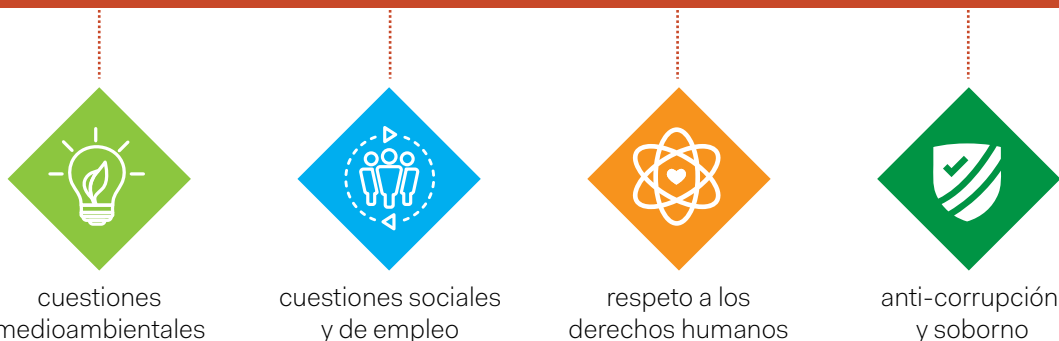 cuestiones
medioambientales
cuestiones sociales
y de empleo
respeto a los
derechos humanos
anti-corrupción
y soborno